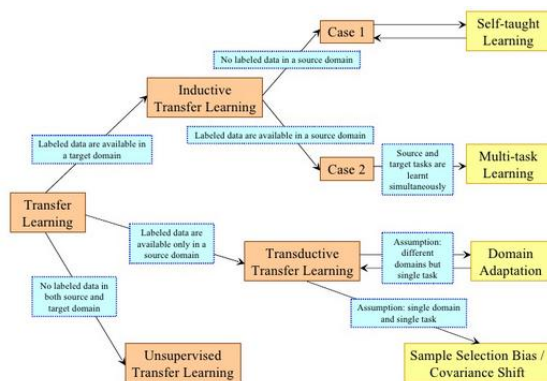 Case 1
Self-taught
Learning
No labeled data in a source domain
Inductive
Transfer Learning
Labeled data are available in a source domain
Labeled data are available in
a target domain
Case 2
Source and
target tasks are
learnt
simultaneously
Multi-task
Learning
Transfer
Learning
Labeled data are
available only in a
source domain
Transductive
Transfer Learning
Assumption:
different
domains but
single task
Domain
Adaptation
No labeled data in
both source and
target domain
Assumption: single domain
and single task
Unsupervised
Transfer Learning
Sample Selection Bias /
Covariance Shift